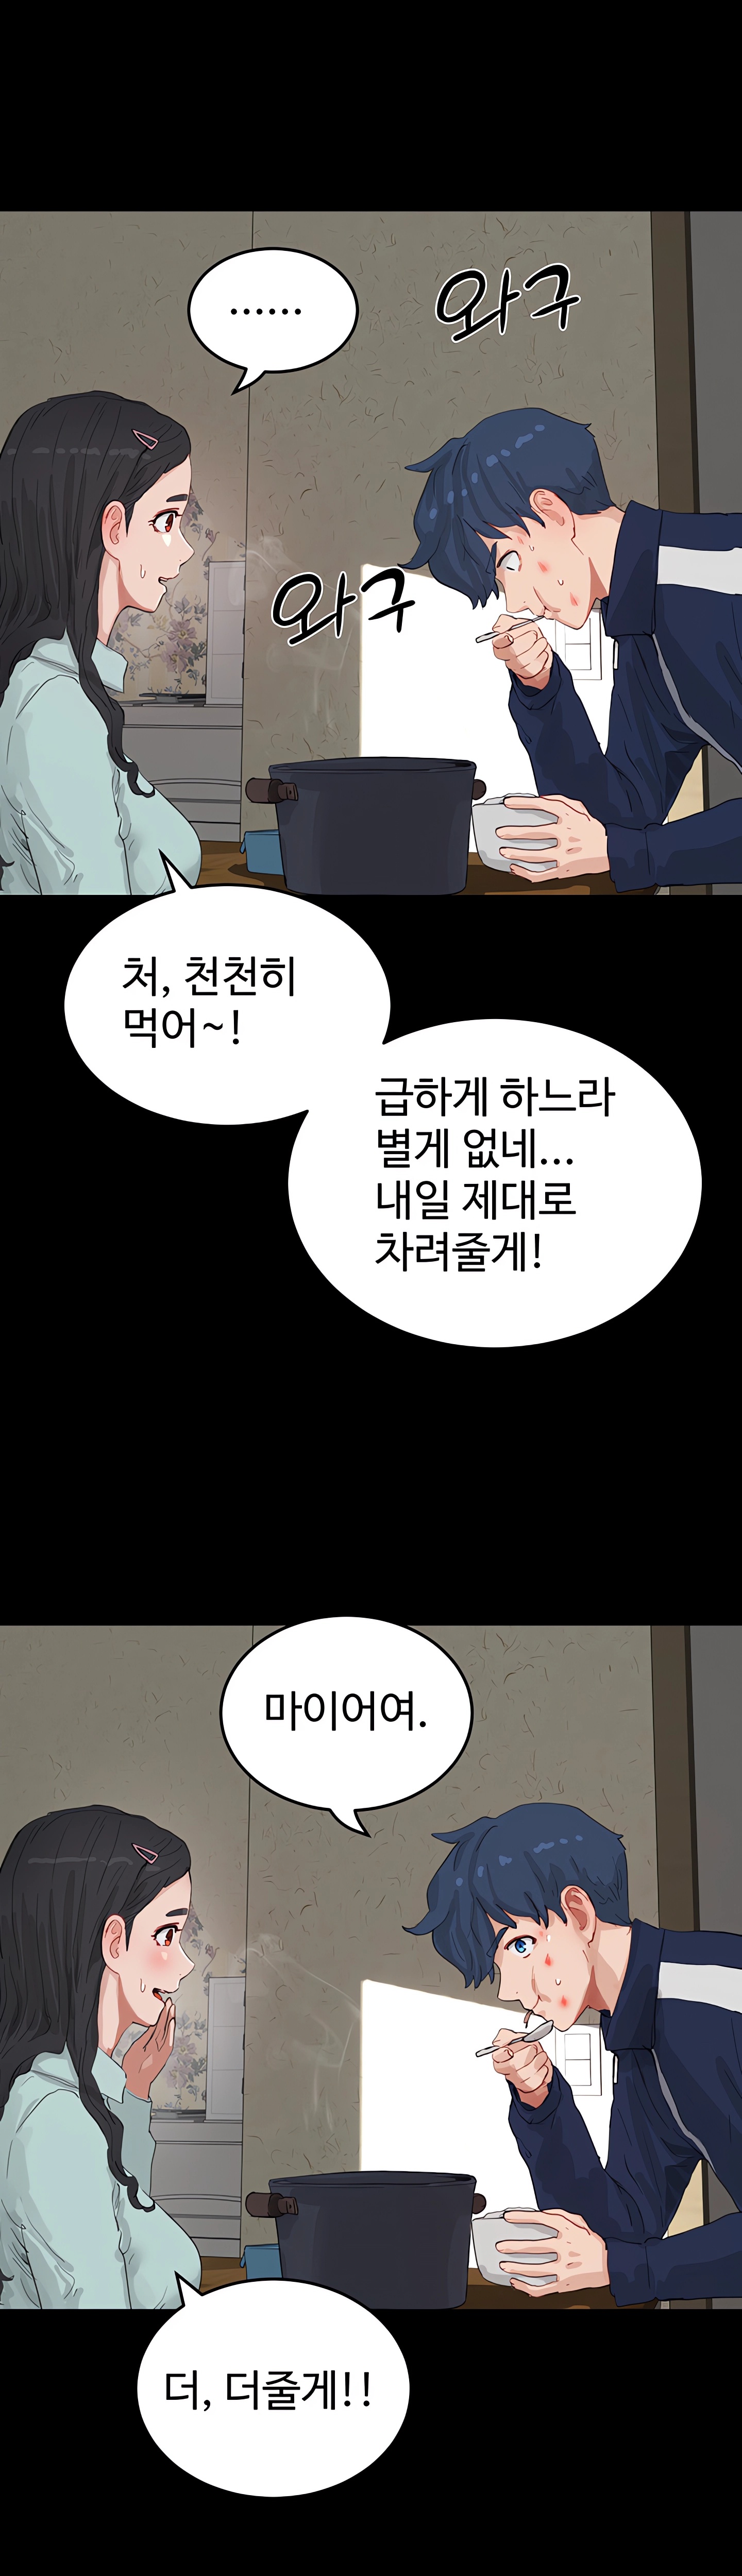 ......
와구
와구
처, 천천히
먹어~!
급하게 하느라
별게 없네...
내일 제대로
차려줄게!
마이어여.
더, 더줄게!!